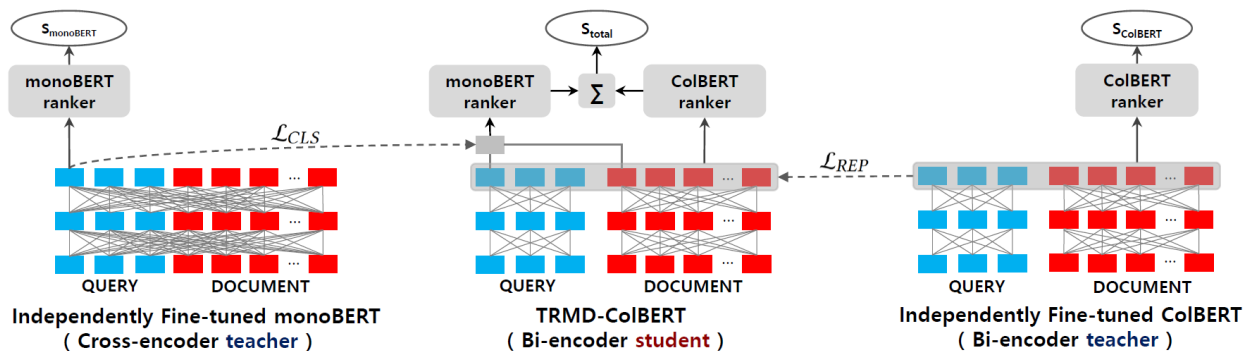 S_monoBERT
monoBERT
ranker
ℒ_CLS
...
...
...
QUERY
DOCUMENT
Independently Fine-tuned monoBERT
( Cross-encoder teacher )
S_total
monoBERT
ranker
Σ
ColBERT
ranker
...
...
...
QUERY
DOCUMENT
TRMD-ColBERT
( Bi-encoder student )
ℒ_REP
S_ColBERT
ColBERT
ranker
...
...
...
QUERY
DOCUMENT
Independently Fine-tuned ColBERT
( Bi-encoder teacher )